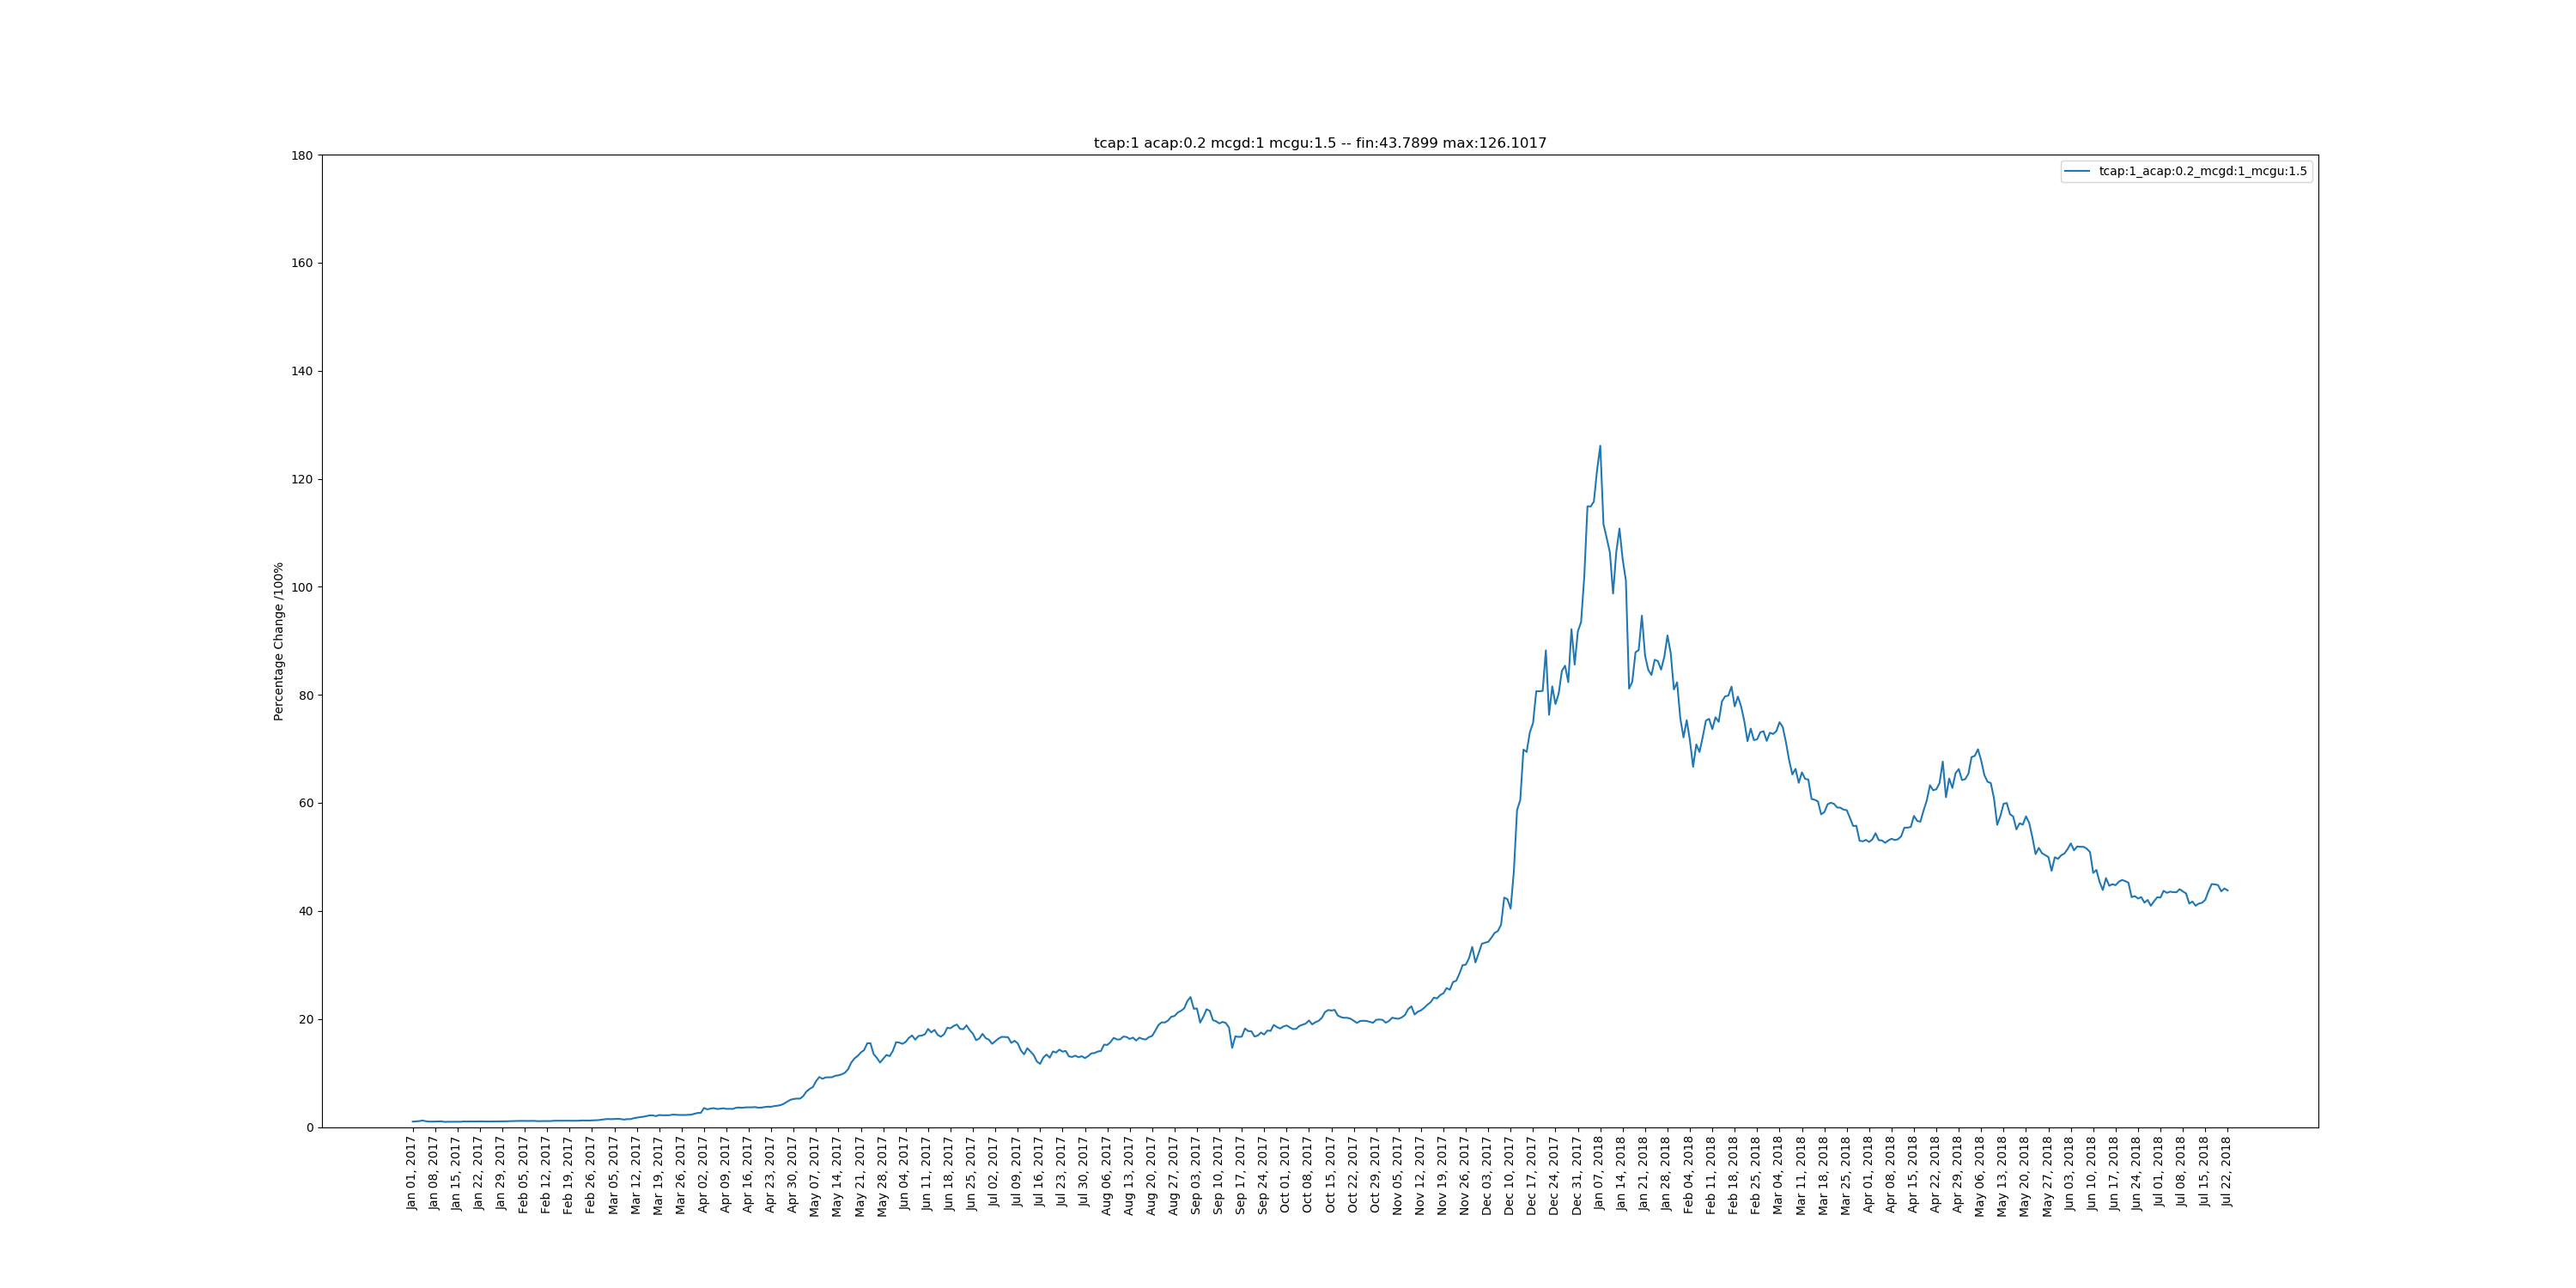 tcap:1 acap:0.2 mcgd:1 mcgu:1.5 -- fin:43.7899 max:126.1017
tcap:1_acap:0.2_mcgd:1_mcgu:1.5
Percentage Change /100%
180
160
140
120
100
80
60
40
20
0
Jan 01, 2017
Jan 08, 2017
Jan 15, 2017
Jan 22, 2017
Jan 29, 2017
Feb 05, 2017
Feb 12, 2017
Feb 19, 2017
Feb 26, 2017
Mar 05, 2017
Mar 12, 2017
Mar 19, 2017
Mar 26, 2017
Apr 02, 2017
Apr 09, 2017
Apr 16, 2017
Apr 23, 2017
Apr 30, 2017
May 07, 2017
May 14, 2017
May 21, 2017
May 28, 2017
Jun 04, 2017
Jun 11, 2017
Jun 18, 2017
Jun 25, 2017
Jul 02, 2017
Jul 09, 2017
Jul 16, 2017
Jul 23, 2017
Jul 30, 2017
Aug 06, 2017
Aug 13, 2017
Aug 20, 2017
Aug 27, 2017
Sep 03, 2017
Sep 10, 2017
Sep 17, 2017
Sep 24, 2017
Oct 01, 2017
Oct 08, 2017
Oct 15, 2017
Oct 22, 2017
Oct 29, 2017
Nov 05, 2017
Nov 12, 2017
Nov 19, 2017
Nov 26, 2017
Dec 03, 2017
Dec 10, 2017
Dec 17, 2017
Dec 24, 2017
Dec 31, 2017
Jan 07, 2018
Jan 14, 2018
Jan 21, 2018
Jan 28, 2018
Feb 04, 2018
Feb 11, 2018
Feb 18, 2018
Feb 25, 2018
Mar 04, 2018
Mar 11, 2018
Mar 18, 2018
Mar 25, 2018
Apr 01, 2018
Apr 08, 2018
Apr 15, 2018
Apr 22, 2018
Apr 29, 2018
May 06, 2018
May 13, 2018
May 20, 2018
May 27, 2018
Jun 03, 2018
Jun 10, 2018
Jun 17, 2018
Jun 24, 2018
Jul 01, 2018
Jul 08, 2018
Jul 15, 2018
Jul 22, 2018